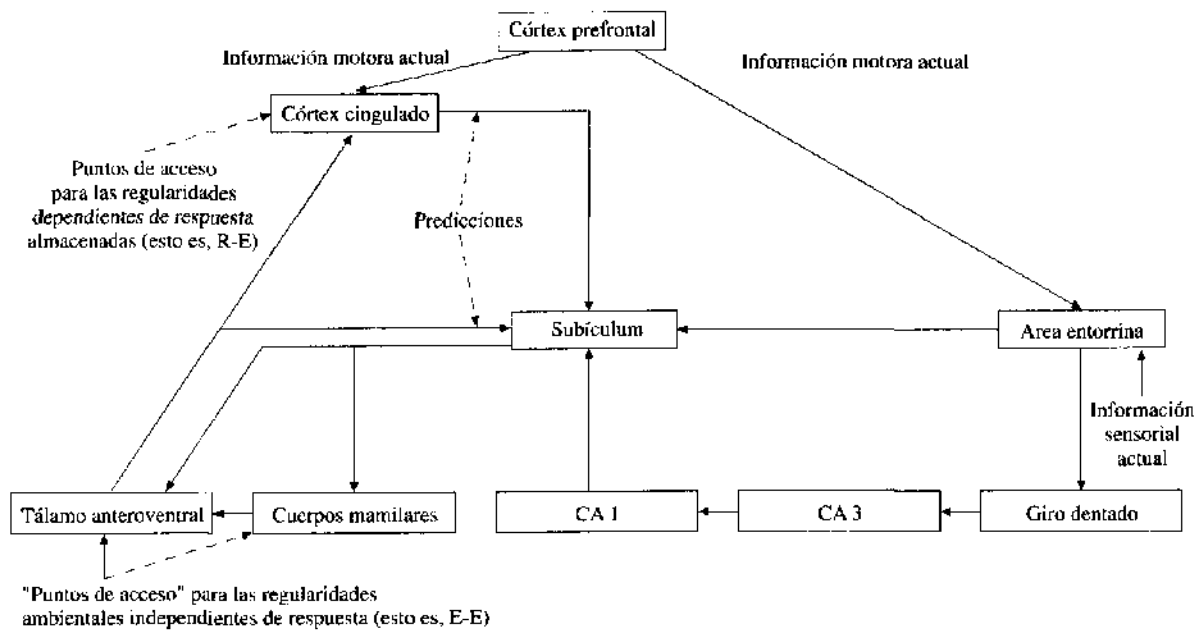 Córtex prefrontal
Información motora actual
Información motora actual
Córtex cingulado
Puntos de acceso
para las regularidades
dependientes de respuesta
almacenadas (esto es, R-E)
Predicciones
Subículum
Area entorrina
Información
sensorial
actual
Tálamo anteroventral
Cuerpos mamilares
CA 1
CA 3
Giro dentado
"Puntos de acceso" para las regularidades
ambientales independientes de respuesta (esto es, E-E)